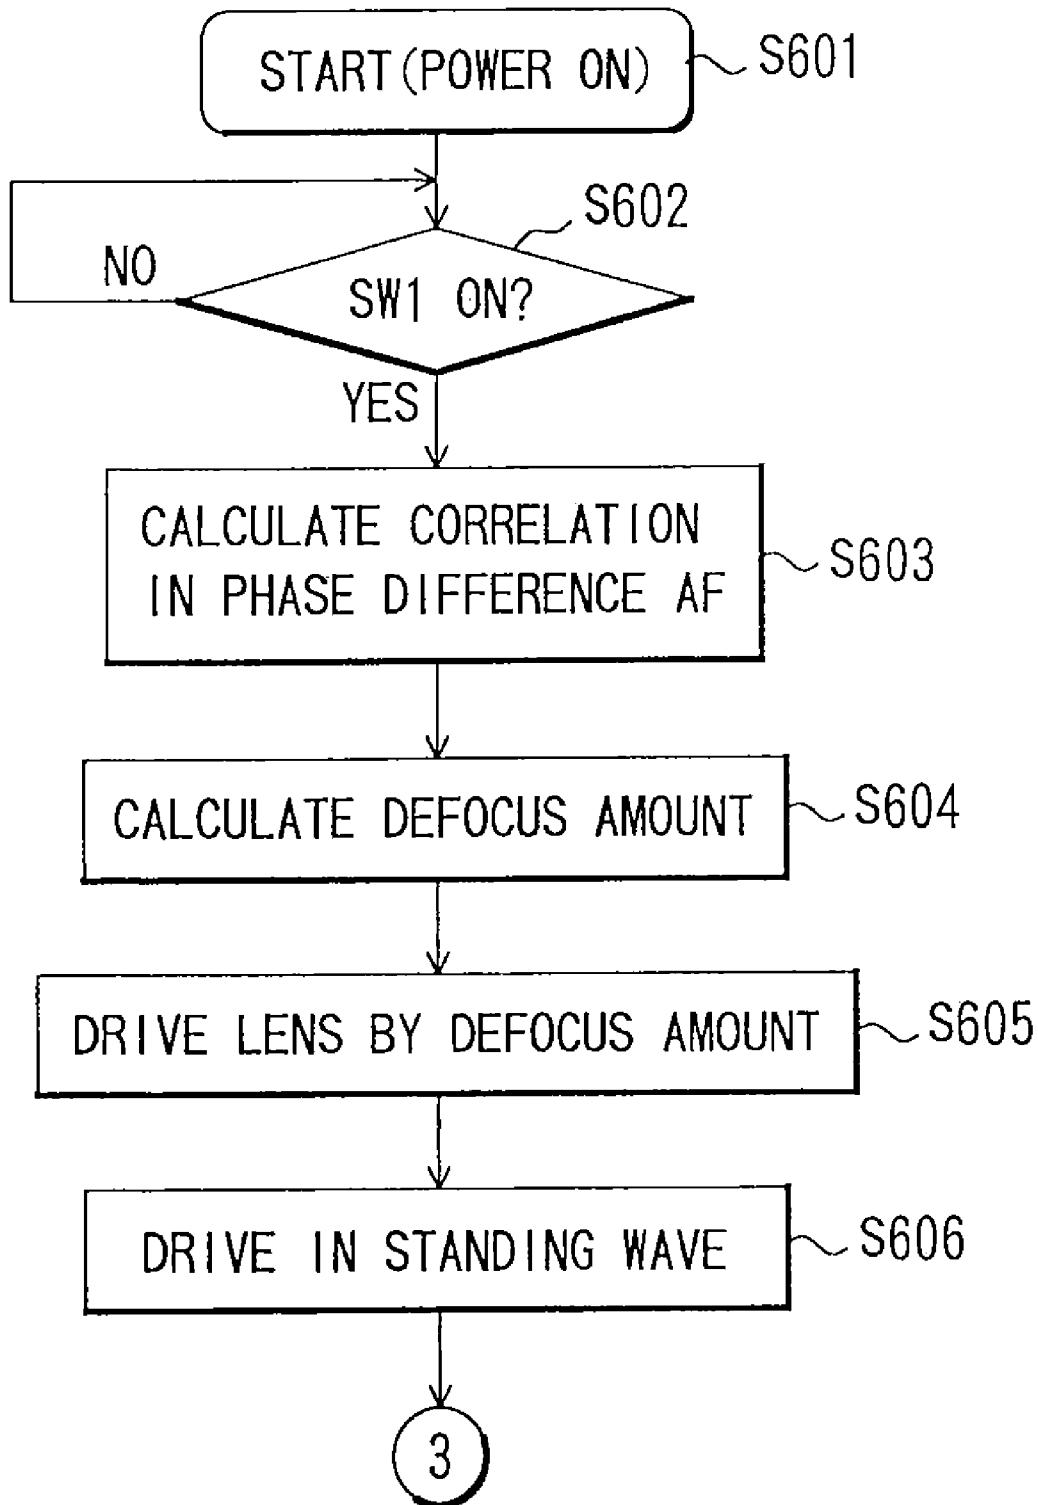 START(POWER ON)
S601
S602
NO
SW1 ON?
YES
CALCULATE CORRELATION
IN PHASE DIFFERENCE AF
S603
CALCULATE DEFOCUS AMOUNT
S604
DRIVE LENS BY DEFOCUS AMOUNT
S605
DRIVE IN STANDING WAVE
S606
3